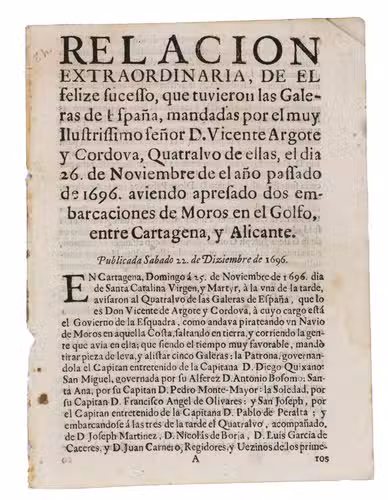 RELACION
EXTRAORDINARIA, DE EL
felize sucesso, que tuvieron las Gale-
ras de España, mandadas por el muy
Ilustrissimo señor D. Vicente Argote
y Cordova, Quatralvo de ellas, el dia
26. de Noviembre de el año passado
de 1696. aviendo apresado dos em-
barcaciones de Moros en el Golfo,
entre Cartagena, y Alicante.
Publicada Sabado 22. de Diziembre de 1696.
EN Cartagena, Domingo á 25. de Noviembre de 1696. dia
de Santa Catalina Virgen, y Martyr, à la vna de la tarde,
avisaron al Quatralvo de las Galeras de España, que lo
es Don Vicente de Argote y Cordova, à cuyo cargo està
el Govierno de la Esquadra, como andava pirateando vn Navio
de Moros en aquella Costa, saltando en tierra, y corriendo la gente
que avia en ella; que siendo el tiempo muy favorable, mandò
tirar pieza de leva, y alistar cinco Galeras: la Patrona, governan-
dola el Capitan entretenido de la Capitana D. Diego Quixano:
San Miguel, governada por su Alferez D. Antonio Bosomo: San-
ta Ana, por su Capitan D. Pedro Monte-Mayor: la Soledad, por
su Capitan D. Francisco Angel de Olivares: y San Joseph, por
el Capitan entretenido de la Capitana D. Pablo de Peralta: y
embarcandose á las tres de la tarde el Quatralvo, acompañado,
de D. Joseph Martinez, D. Nicolàs de Borja, D. Luis Garcia de
Caceres, y D. Juan Carnero, Regidores, y Uezinos de los prime-
A
ros